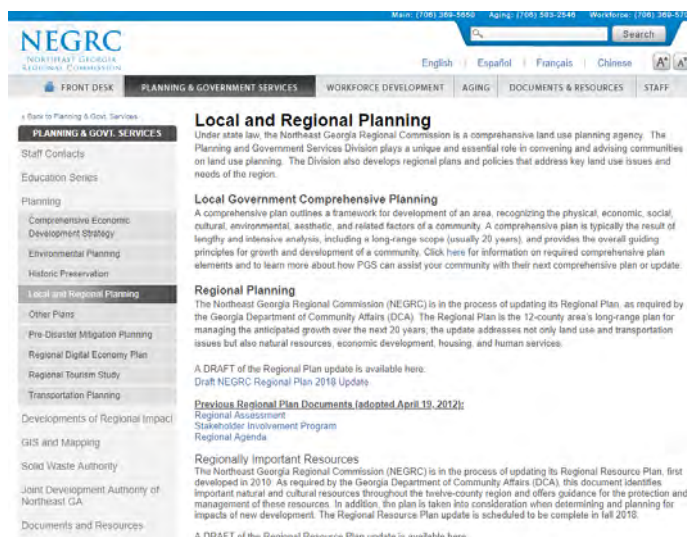 Main: (706) 369-5650 Aging: (706) 583-2546 Workforce: (706) 369-570
NEGRC
NORTHEAST GEORGIA
REGIONAL COMMISSION
Search
English Español Français Chinese A+ A
FRONT DESK PLANNING & GOVERNMENT SERVICES WORKFORCE DEVELOPMENT AGING DOCUMENTS & RESOURCES STAFF
‹ Back to Planning & Govt. Services
PLANNING & GOVT. SERVICES
Staff Contacts
Education Series
Planning
Comprehensive Economic
Development Strategy
Environmental Planning
Historic Preservation
Local and Regional Planning
Other Plans
Pre-Disaster Mitigation Planning
Regional Digital Economy Plan
Regional Tourism Study
Transportation Planning
Developments of Regional Impact
GIS and Mapping
Solid Waste Authority
Joint Development Authority of
Northeast GA
Documents and Resources
Local and Regional Planning
Under state law, the Northeast Georgia Regional Commission is a comprehensive land use planning agency. The
Planning and Government Services Division plays a unique and essential role in convening and advising communities
on land use planning. The Division also develops regional plans and policies that address key land use issues and
needs of the region.
Local Government Comprehensive Planning
A comprehensive plan outlines a framework for development of an area, recognizing the physical, economic, social,
cultural, environmental, aesthetic, and related factors of a community. A comprehensive plan is typically the result of
lengthy and intensive analysis, including a long-range scope (usually 20 years), and provides the overall guiding
principles for growth and development of a community. Click here for information on required comprehensive plan
elements and to learn more about how PGS can assist your community with their next comprehensive plan or update.
Regional Planning
The Northeast Georgia Regional Commission (NEGRC) is in the process of updating its Regional Plan, as required by
the Georgia Department of Community Affairs (DCA). The Regional Plan is the 12-county area's long-range plan for
managing the anticipated growth over the next 20 years; the update addresses not only land use and transportation
issues but also natural resources, economic development, housing, and human services.
A DRAFT of the Regional Plan update is available here:
Draft NEGRC Regional Plan 2018 Update
Previous Regional Plan Documents (adopted April 19, 2012):
Regional Assessment
Stakeholder Involvement Program
Regional Agenda
Regionally Important Resources
The Northeast Georgia Regional Commission (NEGRC) is in the process of updating its Regional Resource Plan, first
developed in 2010. As required by the Georgia Department of Community Affairs (DCA), this document identifies
important natural and cultural resources throughout the twelve-county region and offers guidance for the protection and
management of these resources. In addition, the plan is taken into consideration when determining and planning for
impacts of new development. The Regional Resource Plan update is scheduled to be complete in fall 2018.
A DRAFT of the Regional Resource Plan update is available here: